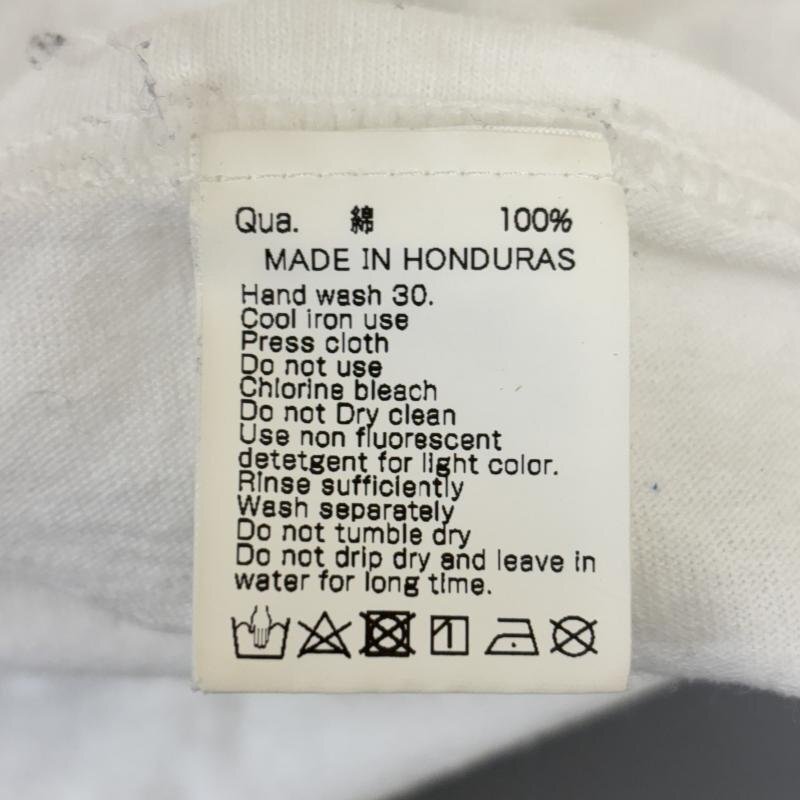 Qua. 綿 100%
MADE IN HONDURAS
Hand wash 30.
Cool iron use
Press cloth
Do not use
Chlorine bleach
Do not Dry clean
Use non fluorescent
detetgent for light color.
Rinse sufficiently
Wash separately
Do not tumble dry
Do not drip dry and leave in
water for long time.